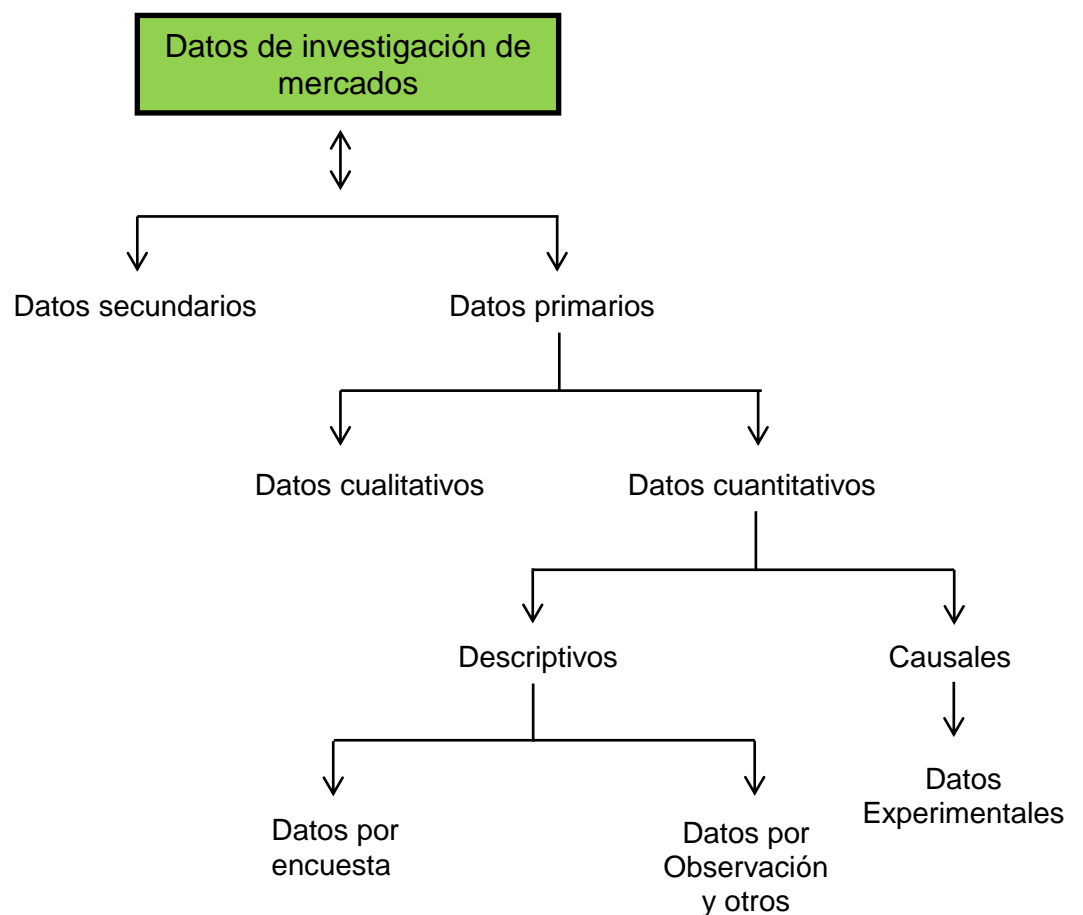 Datos de investigación de
mercados
Datos secundarios
Datos primarios
Datos cualitativos
Datos cuantitativos
Descriptivos
Causales
Datos por
encuesta
Datos por
Observación
y otros
Datos
Experimentales